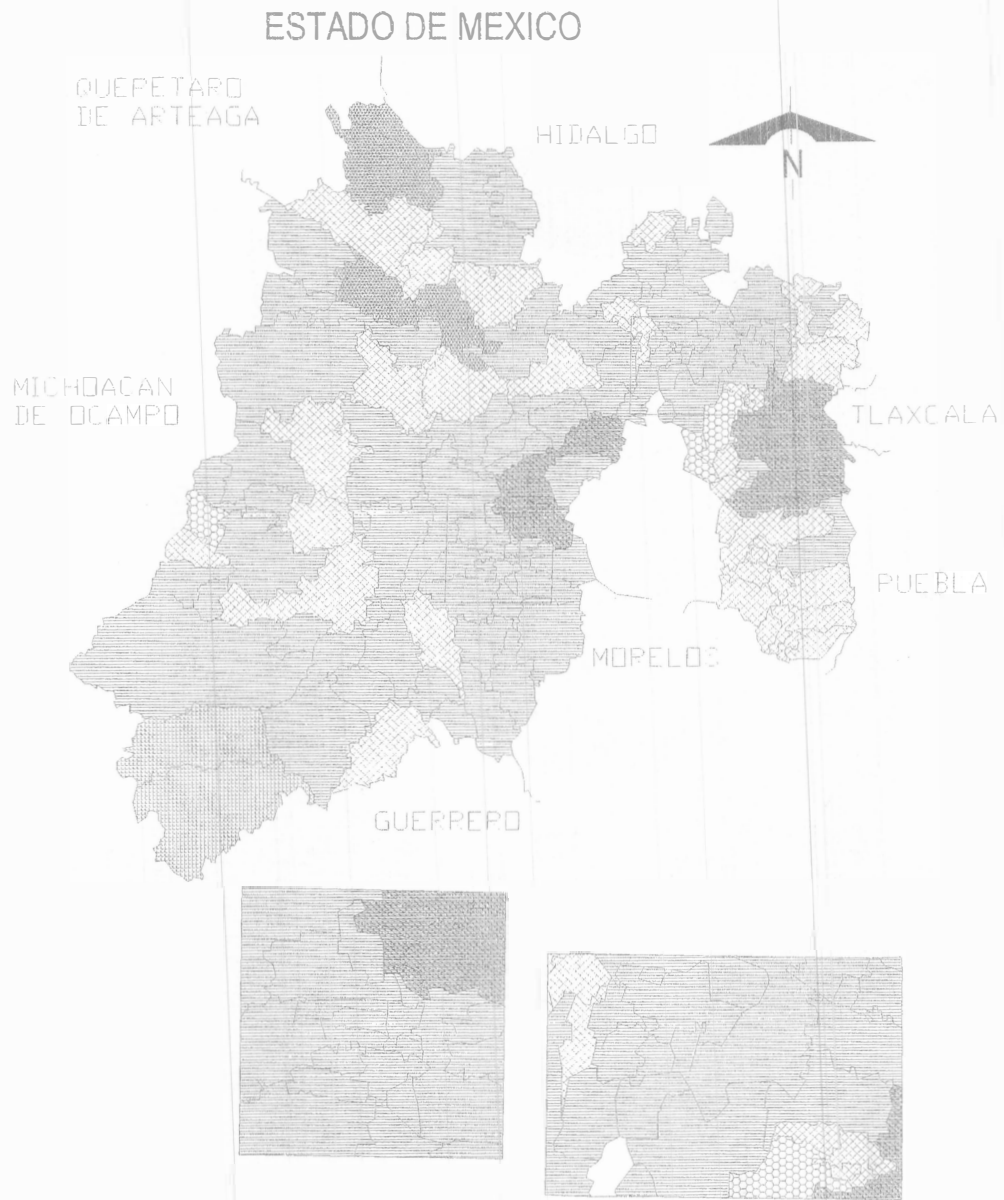 ESTADO DE MEXICO
QUERETARO
DE ARTEAGA
HIDALGO
N
MICHOACAN
DE OCAMPO
TLAXCALA
PUEBLA
MORELOS
GUERRERO